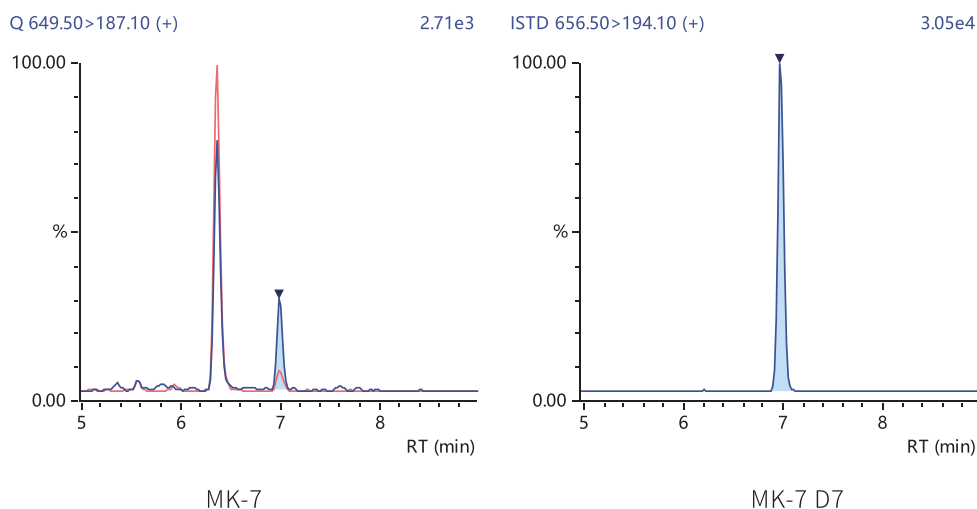 Q 649.50>187.10 (+) 2.71e3
100.00
%
0.00
5 6 7 8
RT (min)
MK-7
ISTD 656.50>194.10 (+) 3.05e4
100.00
%
0.00
5 6 7 8
RT (min)
MK-7 D7